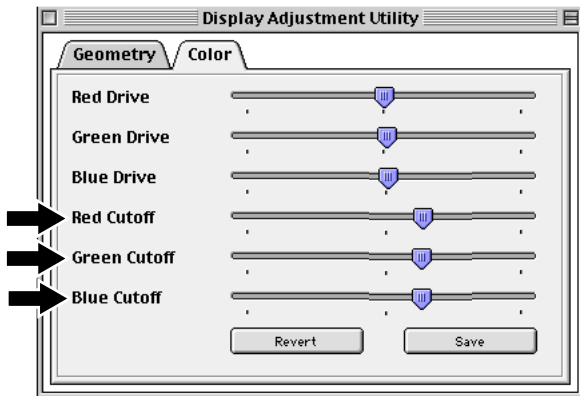 Display Adjustment Utility
Geometry Color
Red Drive
Green Drive
Blue Drive
Red Cutoff
Green Cutoff
Blue Cutoff
Revert Save